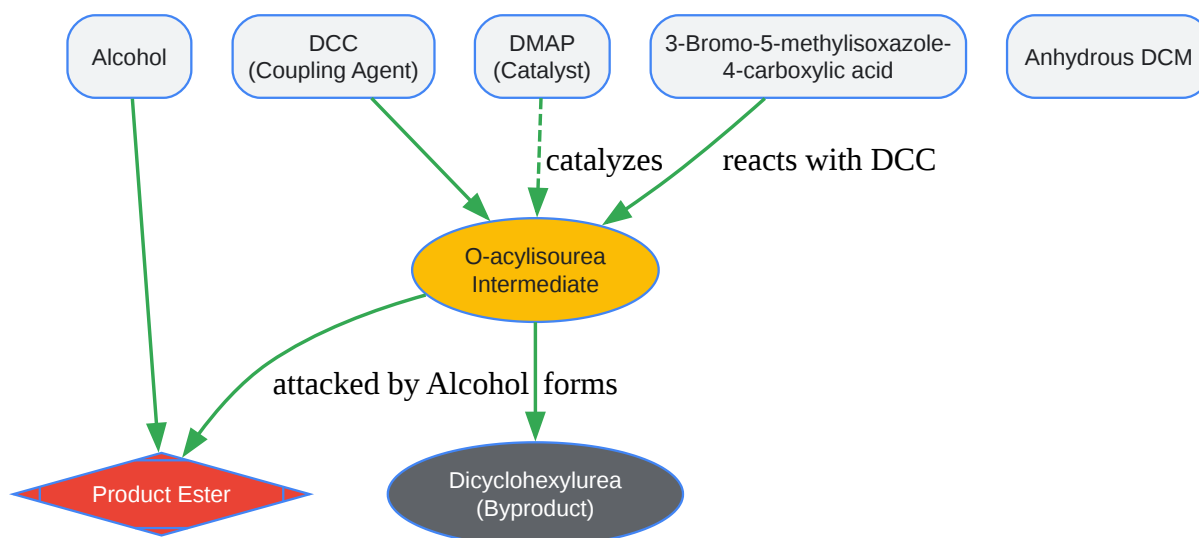 Alcohol
DCC
(Coupling Agent)
DMAP
(Catalyst)
3-Bromo-5-methylisoxazole-
4-carboxylic acid
Anhydrous DCM
catalyzes
reacts with DCC
O-acylisourea
Intermediate
attacked by Alcohol
forms
Product Ester
Dicyclohexylurea
(Byproduct)